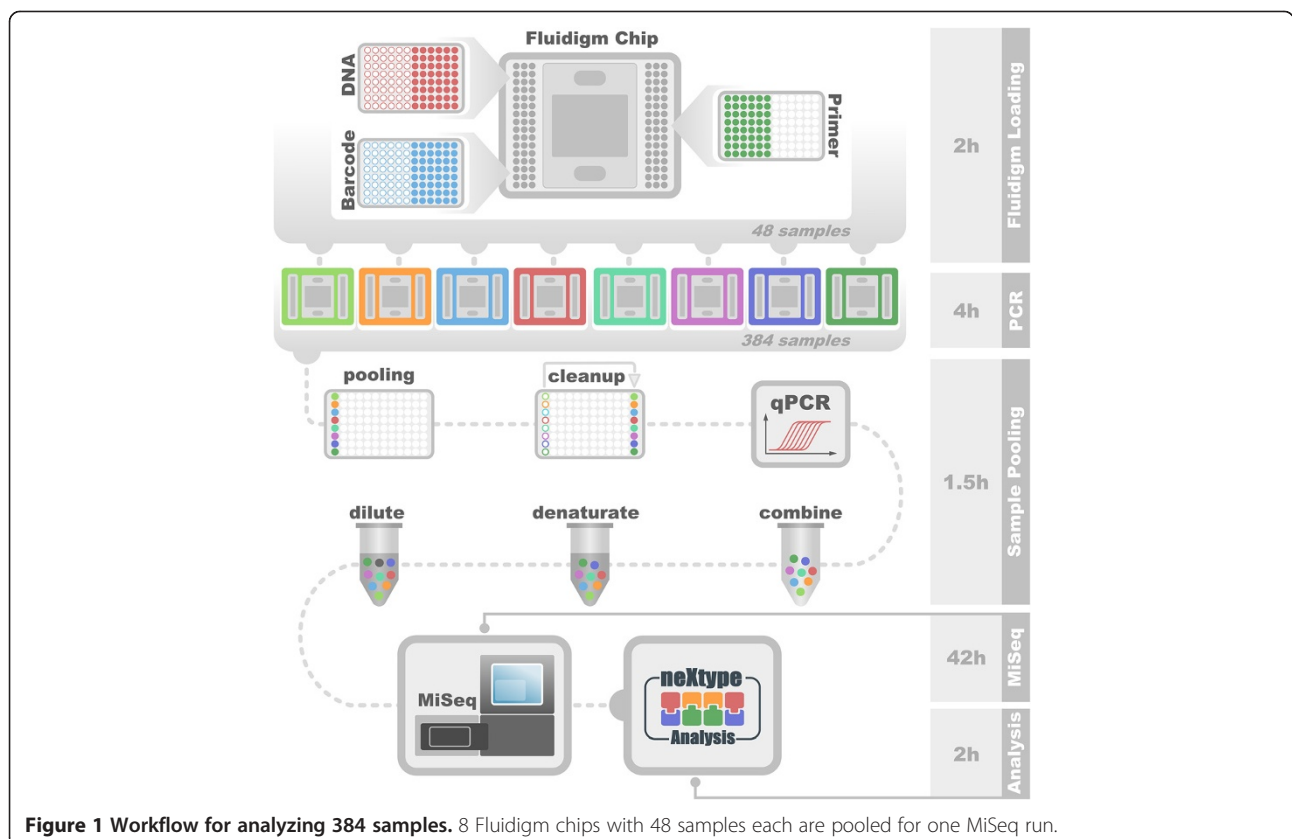 Fluidigm Chip
DNA
Barcode
Primer
48 samples
2h
Fluidigm Loading
384 samples
4h
PCR
pooling
cleanup
qPCR
dilute
denaturate
combine
1.5h
Sample Pooling
MiSeq
neXtype
Analysis
42h
MiSeq
2h
Analysis
Figure 1 Workflow for analyzing 384 samples. 8 Fluidigm chips with 48 samples each are pooled for one MiSeq run.